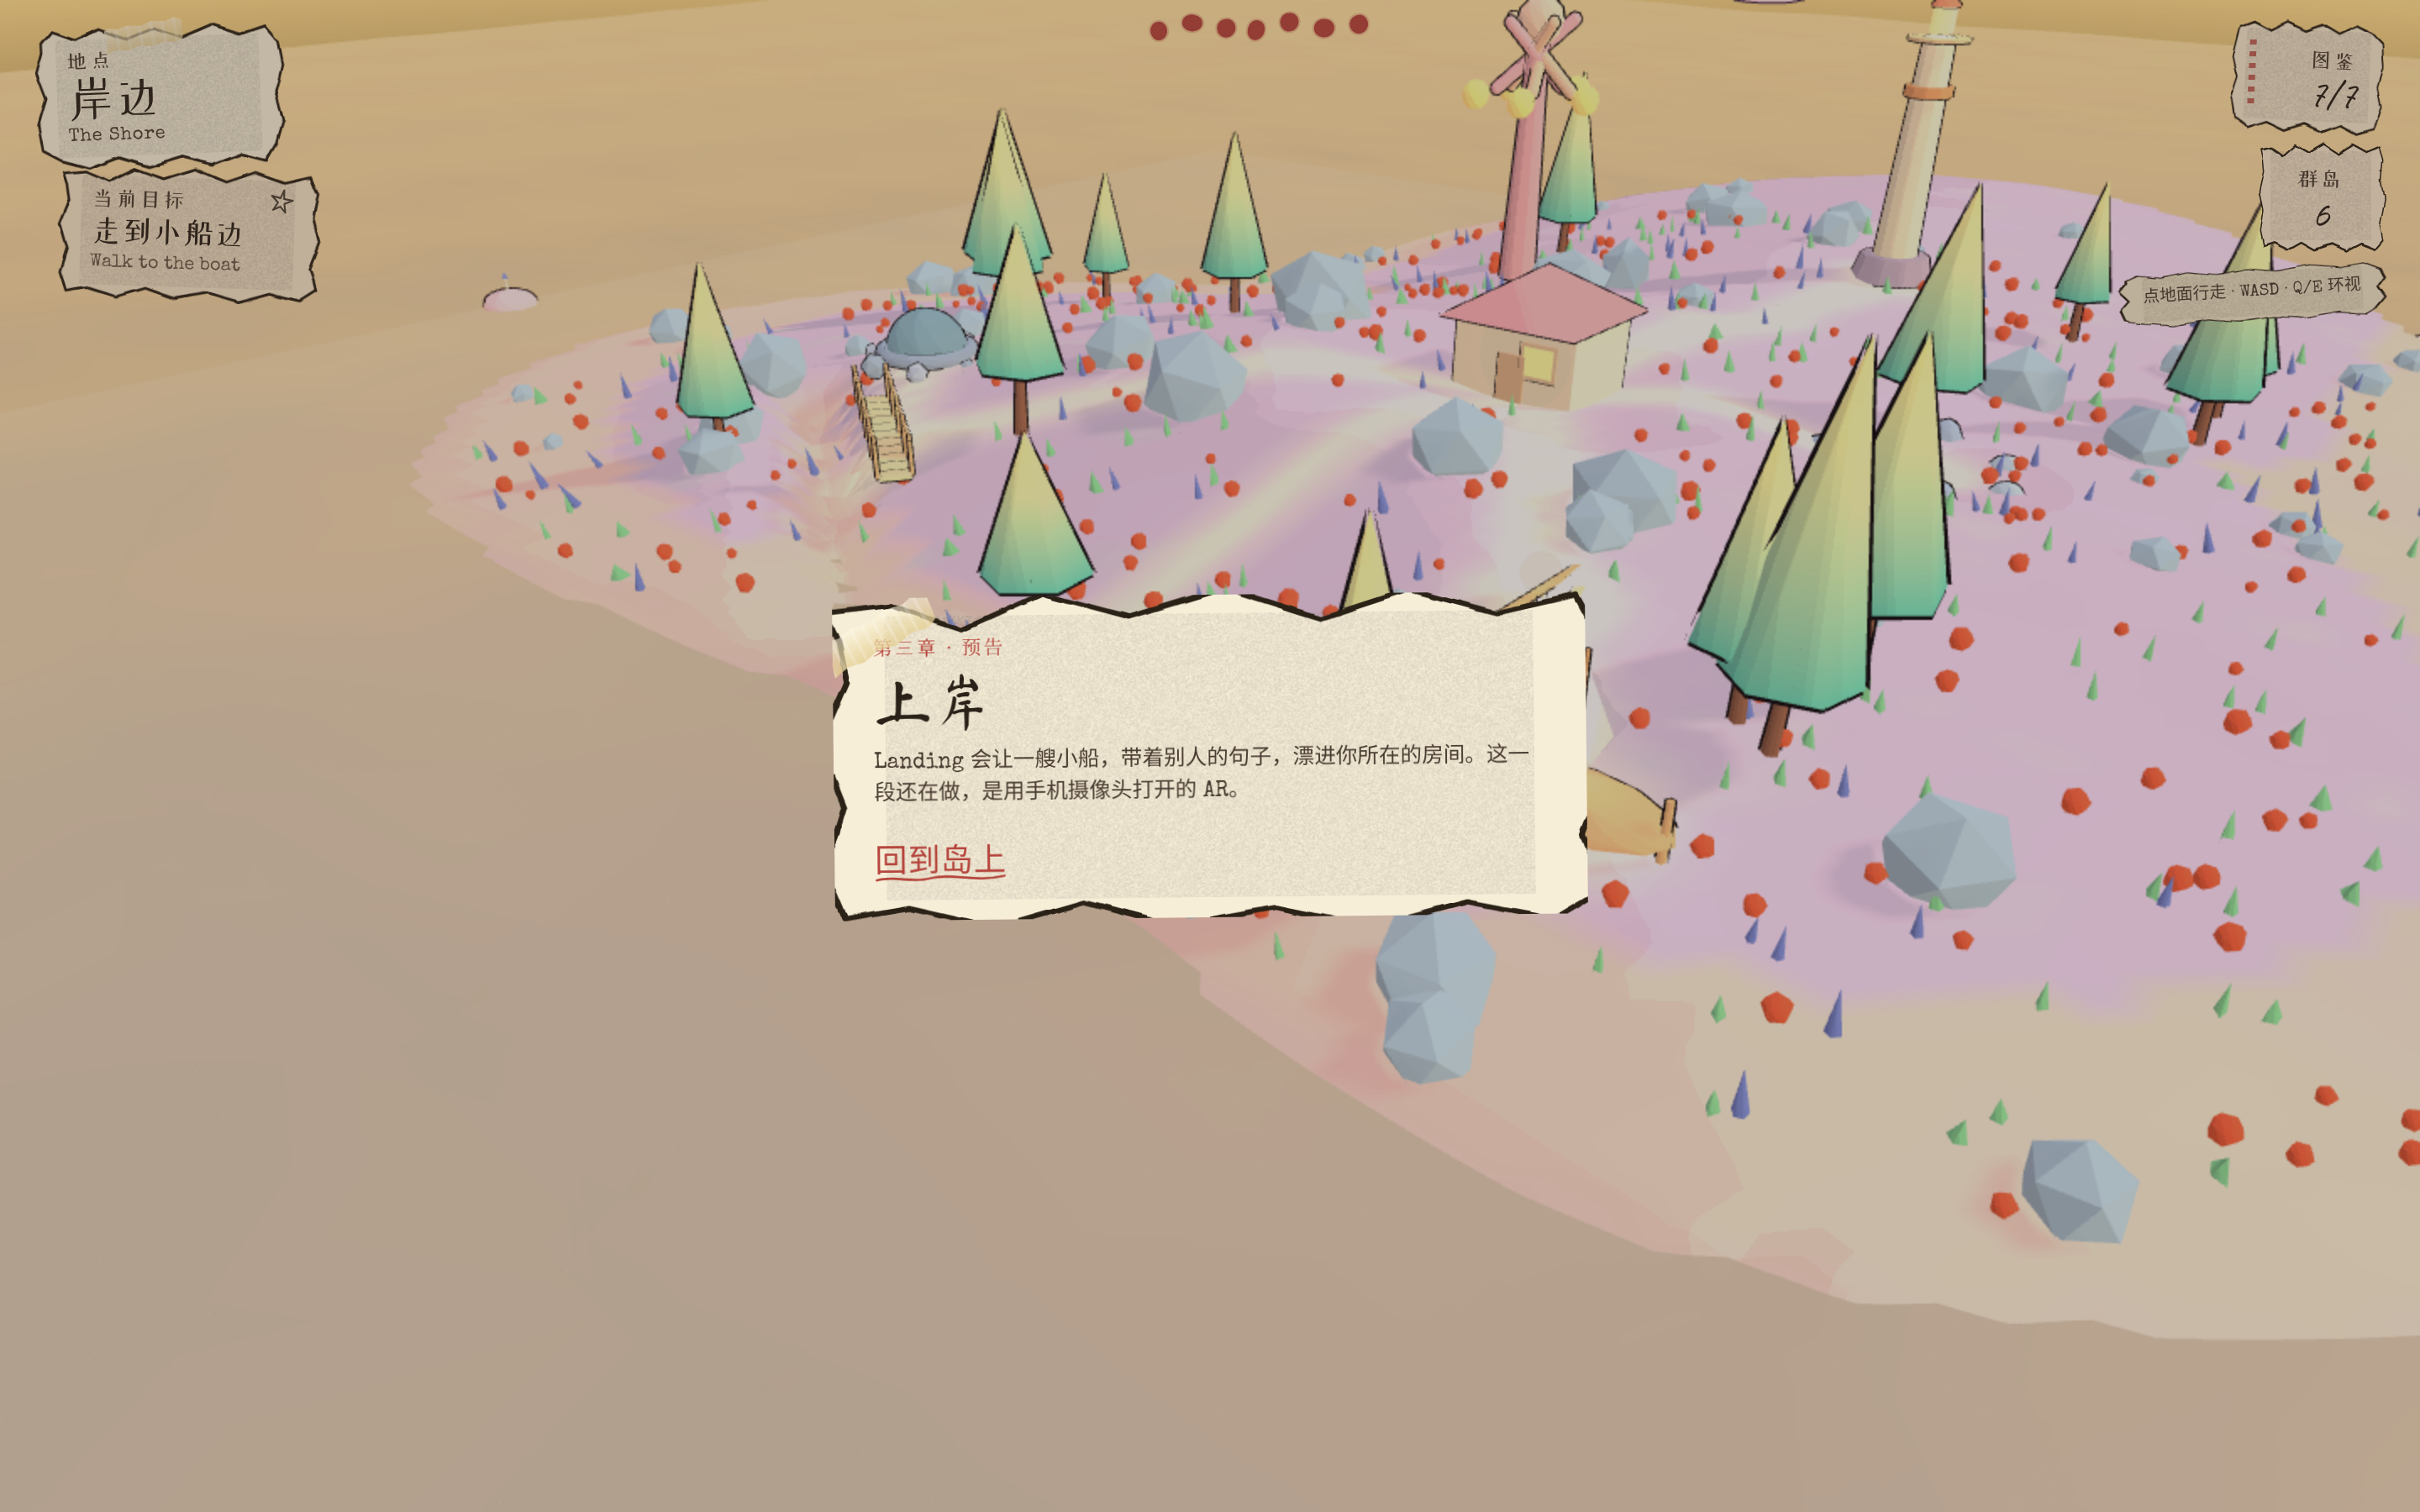 地点
岸边
The Shore
当前目标
走到小船边
Walk to the boat
图鉴
7/7
群岛
6
点地面行走 · WASD · Q/E 环视
第三章 · 预告
上岸
Landing 会让一艘小船，带着别人的句子，漂进你所在的房间。这一
段还在做，是用手机摄像头打开的 AR。
回到岛上